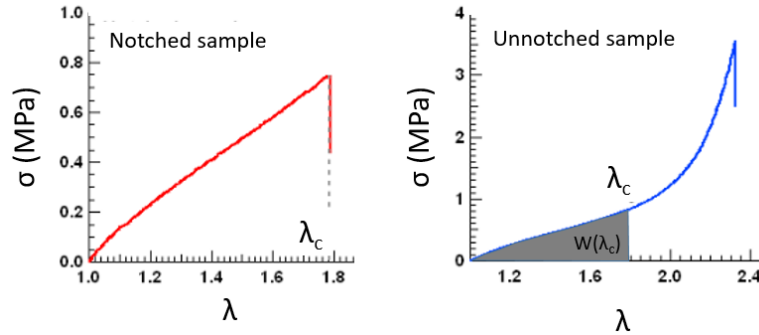 Notched sample
σ (MPa)
1.0
0.8
0.6
0.4
0.2
0.0
λc
1.0 1.2 1.4 1.6 1.8
λ
Unnotched sample
σ (MPa)
4
3
2
1
0
λc
W(λc)
1.2 1.6 2.0 2.4
λ